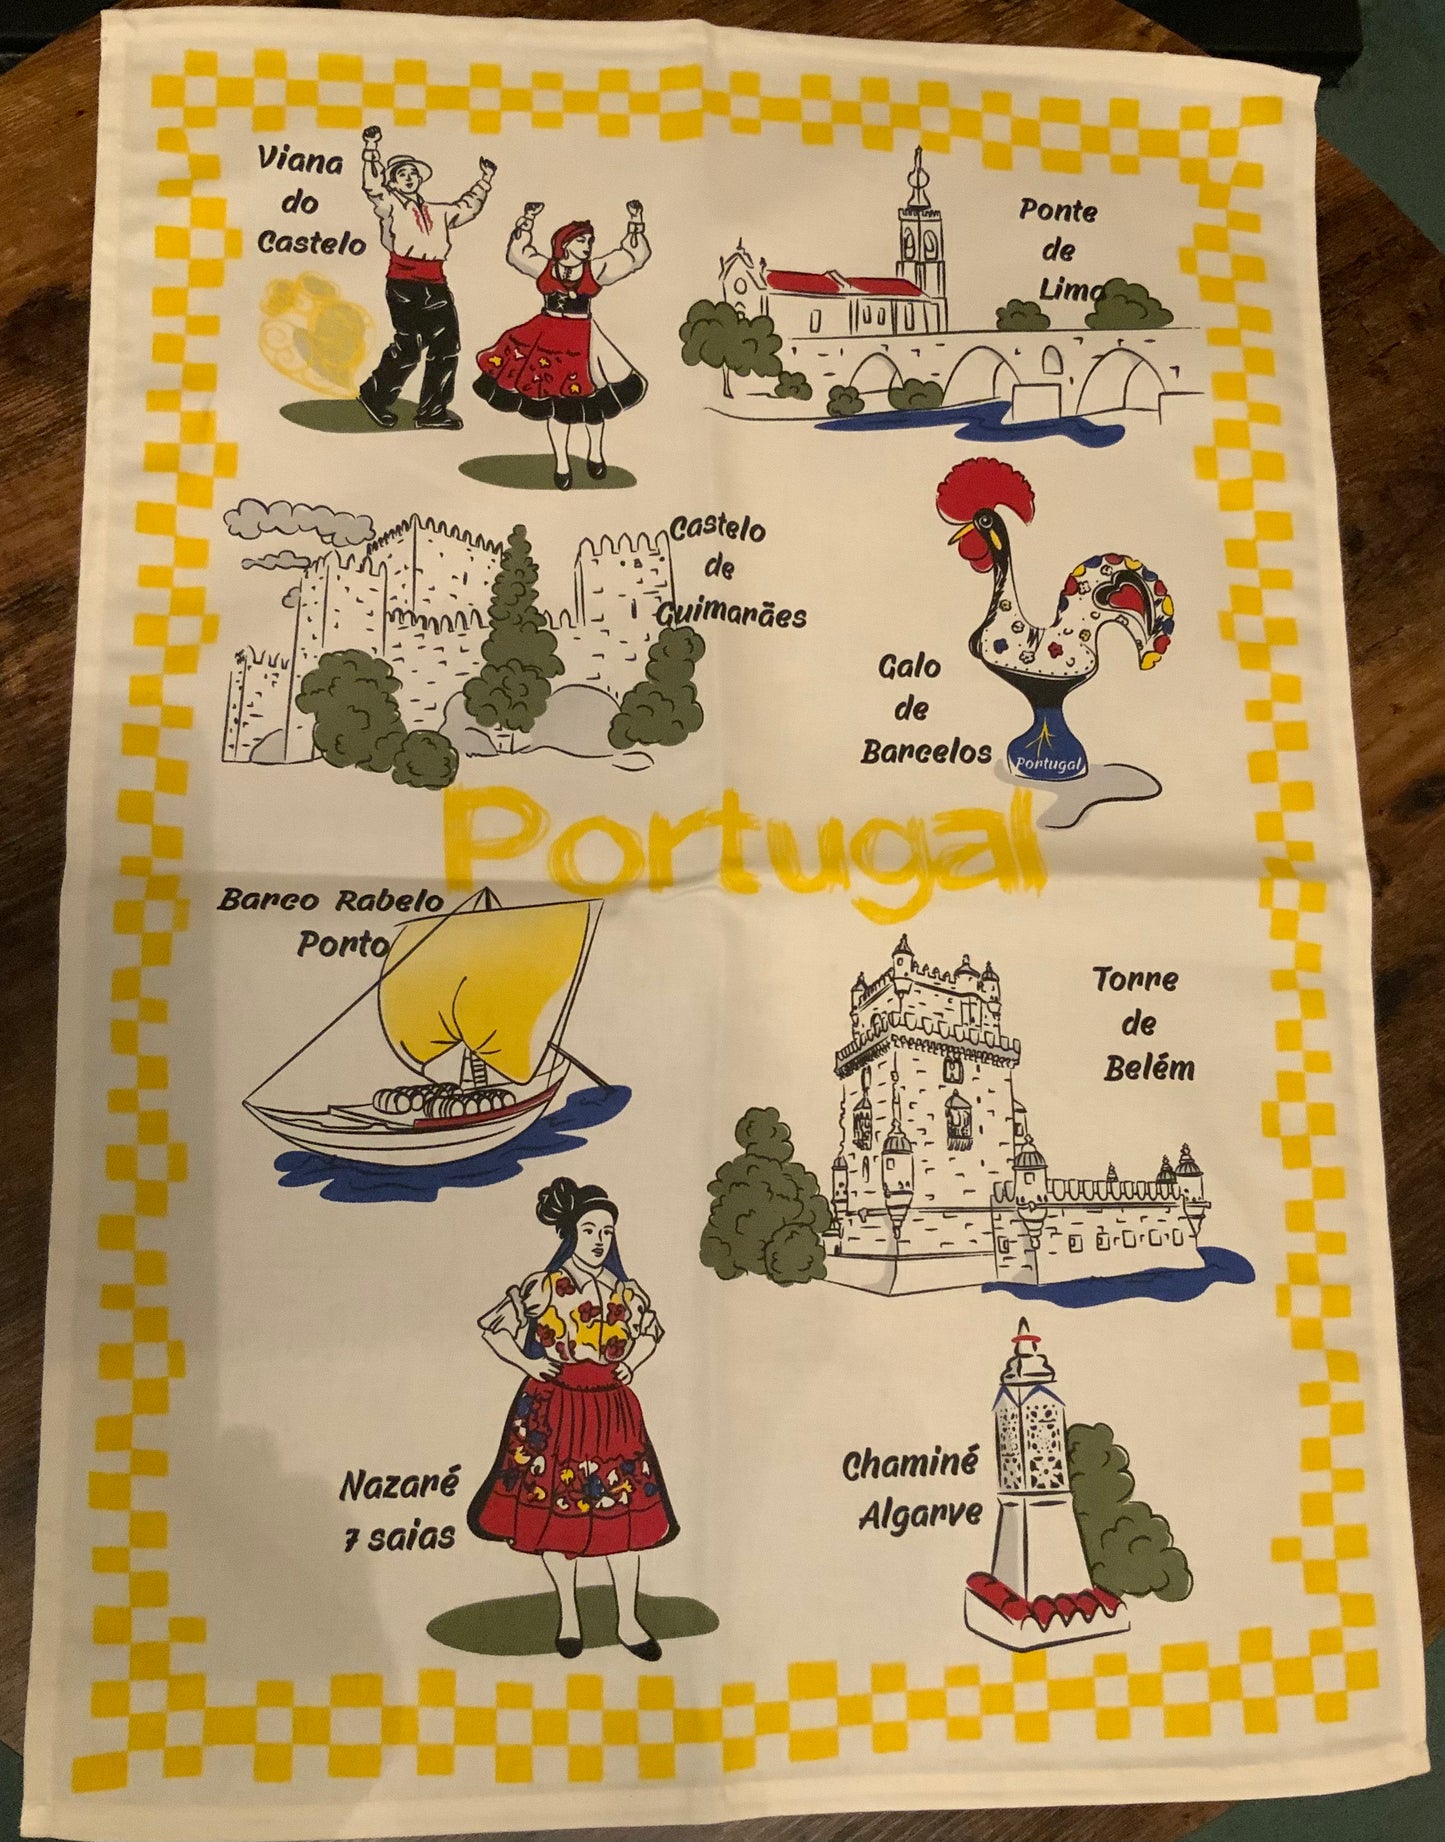 Viana
do
Castelo
Ponte
de
Lima
Castelo
de
Guimarães
Galo
de
Barcelos
Portugal
Portugal
Barco Rabelo
Porto
Torre
de
Belém
Nazaré
7 saias
Chaminé
Algarve